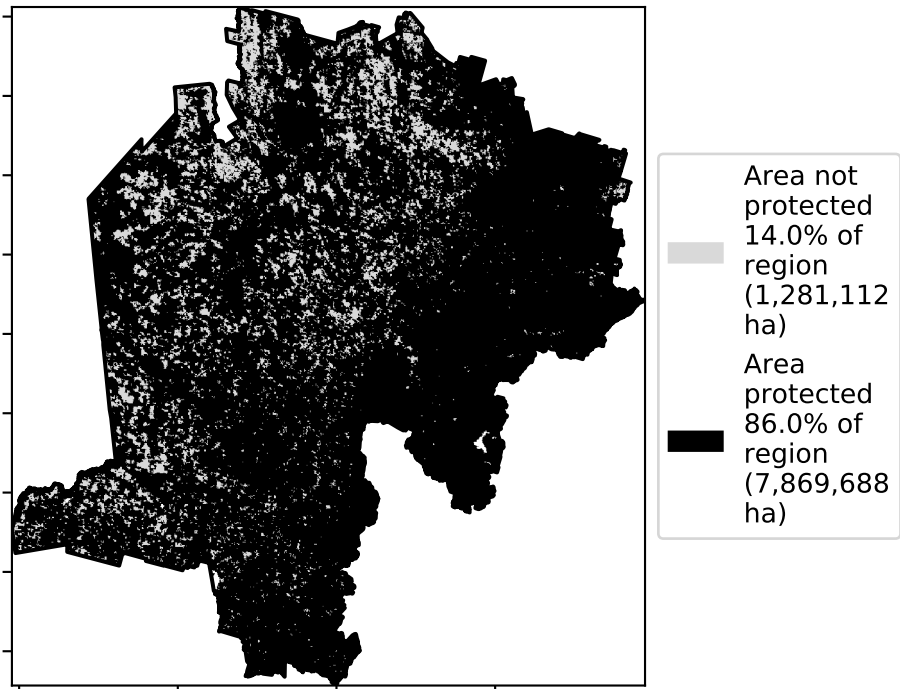 Area not
protected
14.0% of
region
(1,281,112
ha)
Area
protected
86.0% of
region
(7,869,688
ha)